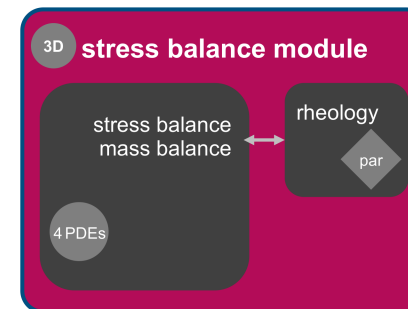 3D stress balance module
stress balance
mass balance
rheology
par
4 PDEs